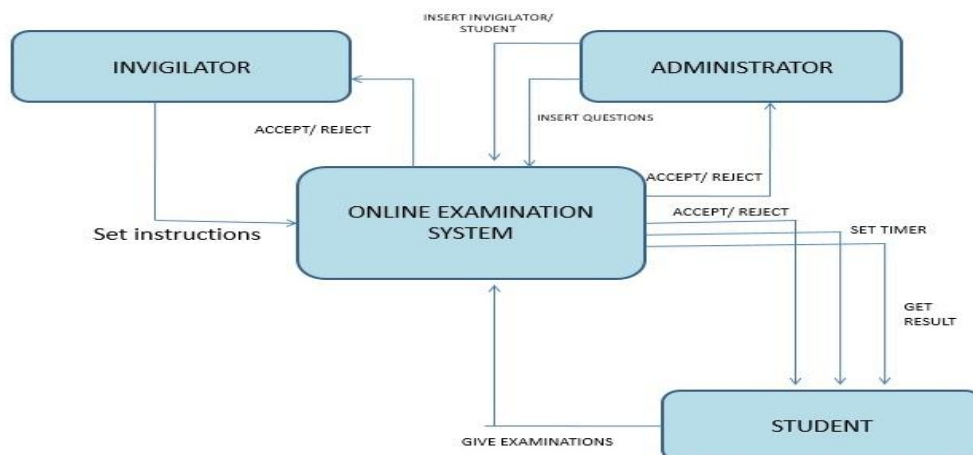 INSERT INVIGILATOR/
STUDENT
INVIGILATOR
ADMINISTRATOR
ACCEPT/ REJECT
INSERT QUESTIONS
ACCEPT/ REJECT
ONLINE EXAMINATION
SYSTEM
ACCEPT/ REJECT
Set instructions
SET TIMER
GET
RESULT
STUDENT
GIVE EXAMINATIONS